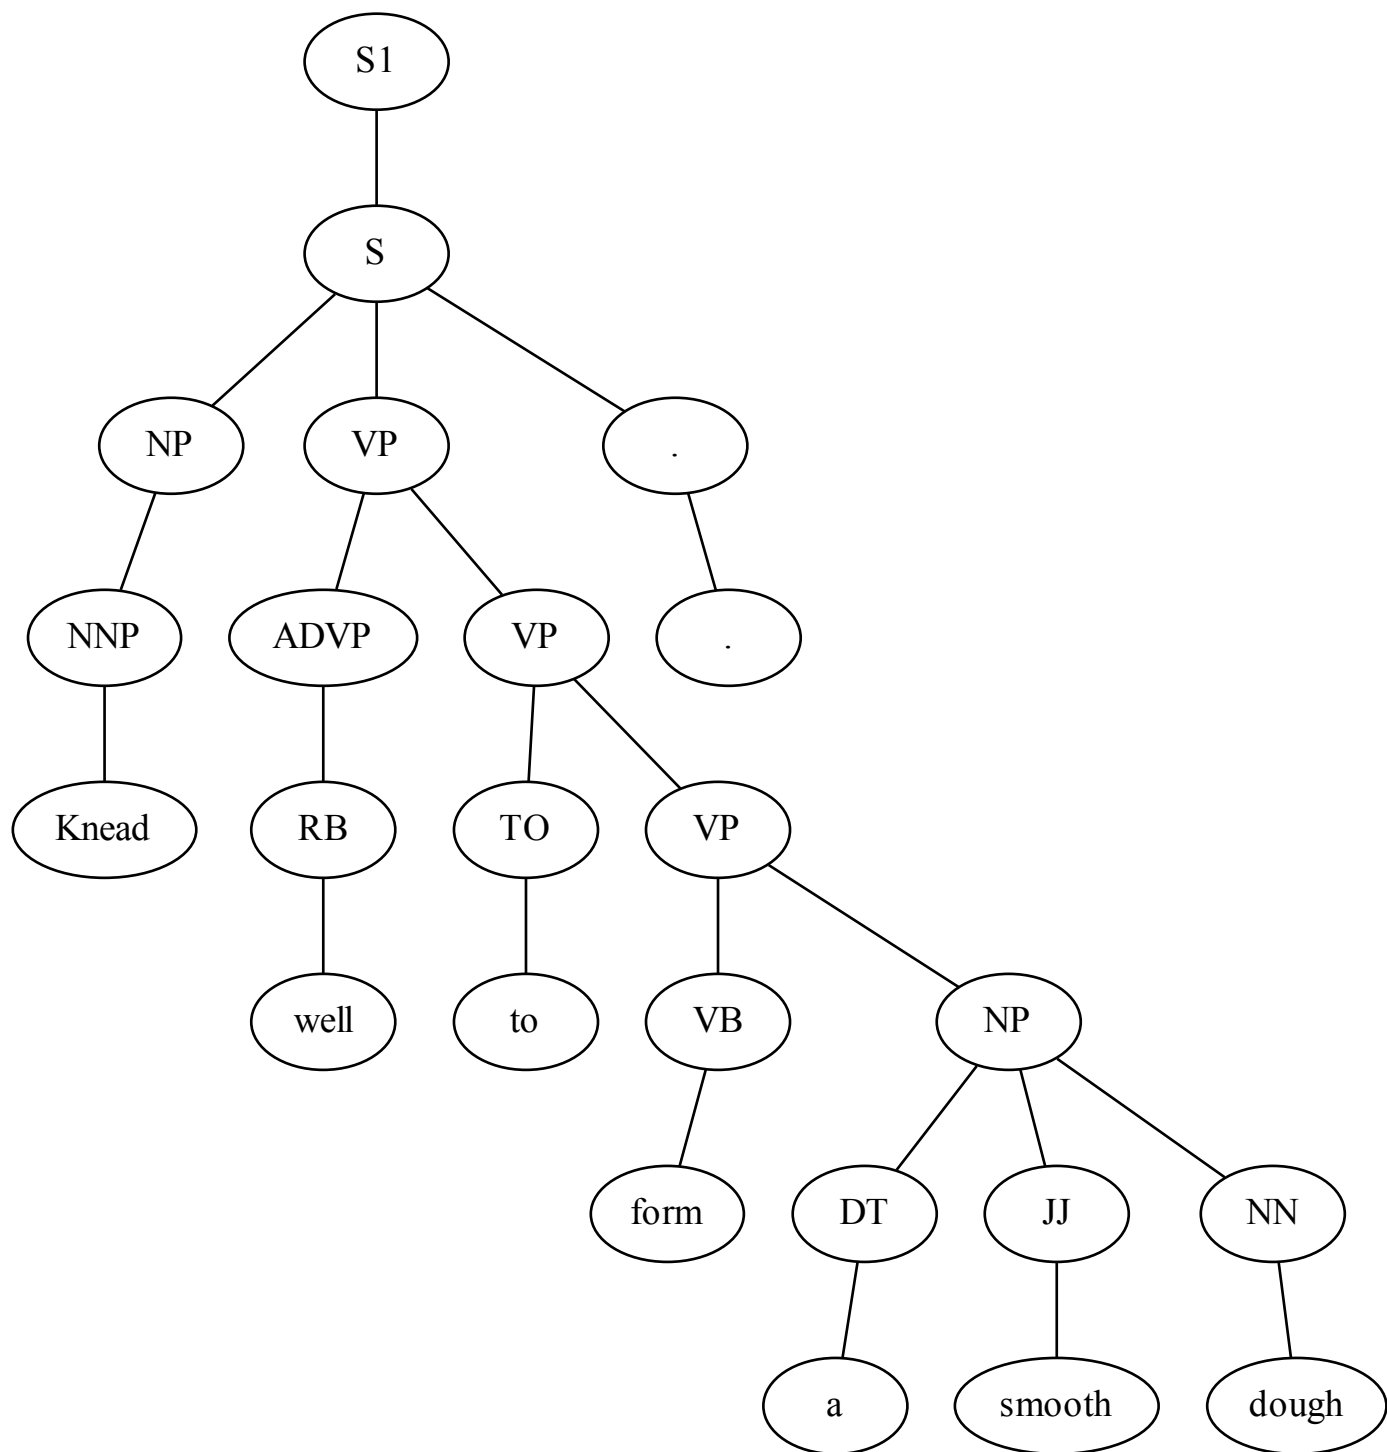 S1
S
NP VP .
NNP ADVP VP .
Knead RB TO VP
well to VB NP
form DT JJ NN
a smooth dough